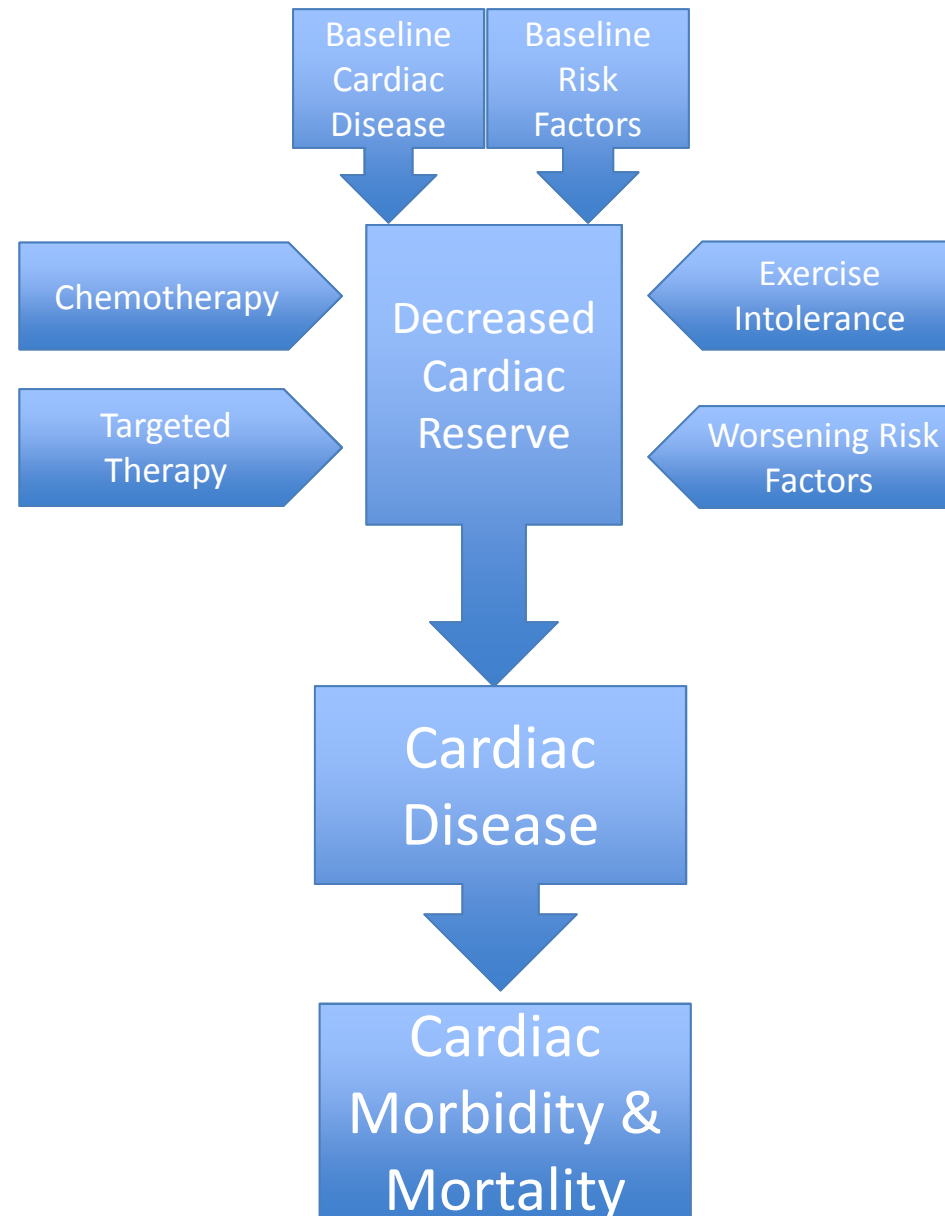 Baseline
Cardiac
Disease
Baseline
Risk
Factors
Chemotherapy
Decreased
Cardiac
Reserve
Exercise
Intolerance
Targeted
Therapy
Worsening Risk
Factors
Cardiac
Disease
Cardiac
Morbidity &
Mortality